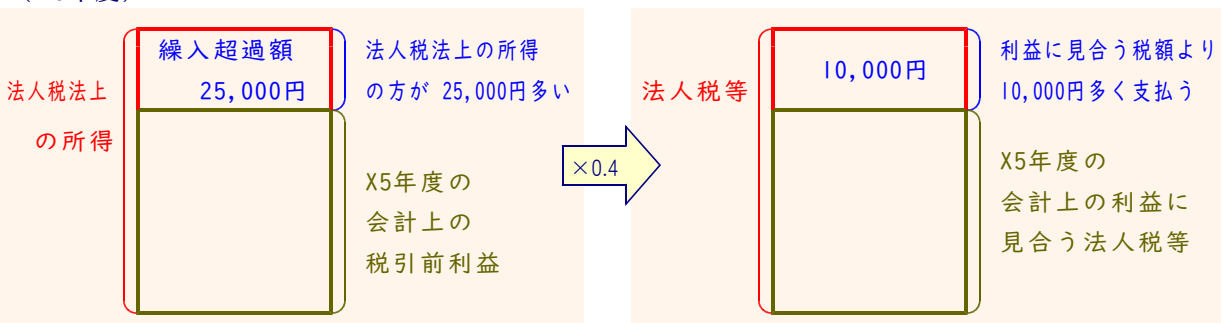 繰入超過額
25,000円
法人税法上
の所得
法人税法上の所得
の方が 25,000円多い
X5年度の
会計上の
税引前利益
×0.4
法人税等
10,000円
利益に見合う税額より
10,000円多く支払う
X5年度の
会計上の利益に
見合う法人税等